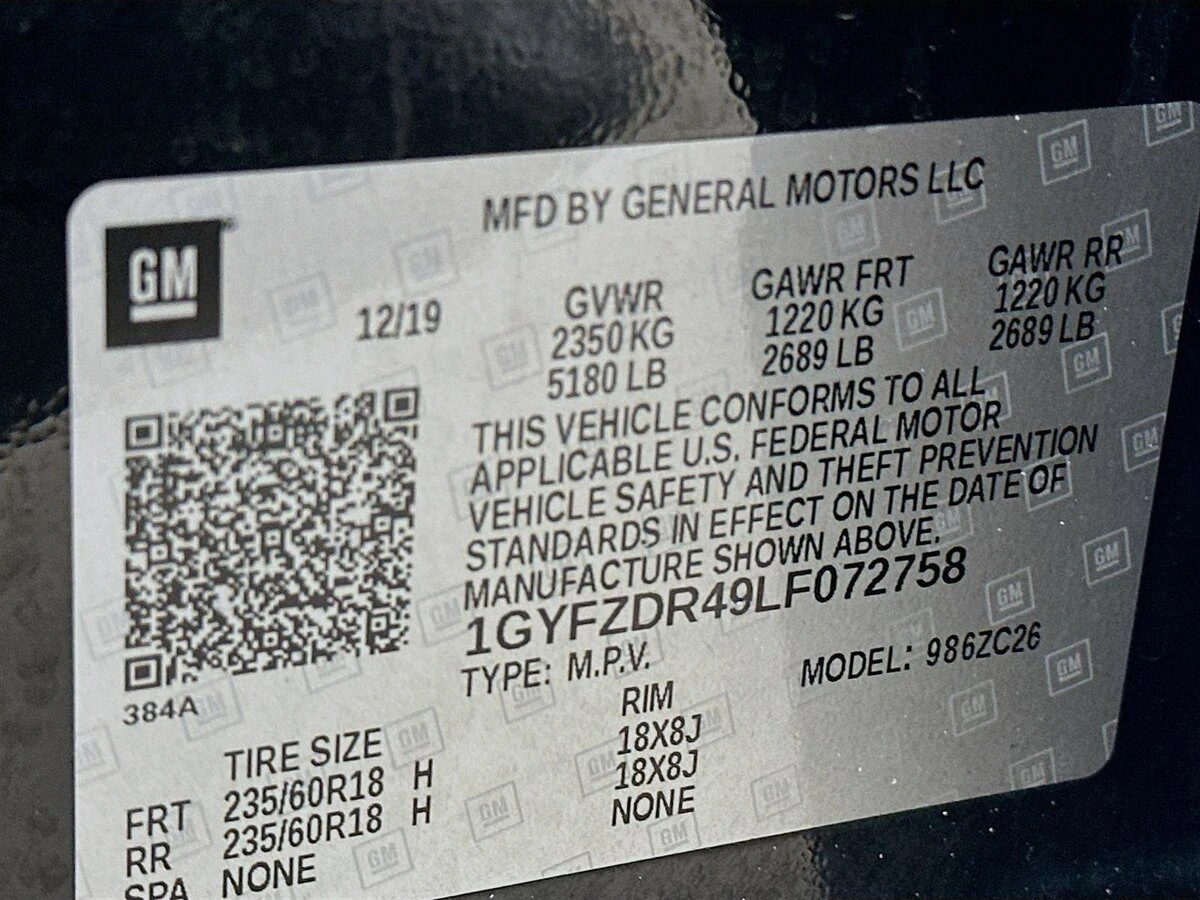 GM
MFD BY GENERAL MOTORS LLC
12/19
GVWR GAWR FRT GAWR RR
2350 KG 1220 KG 1220 KG
5180 LB 2689 LB 2689 LB
THIS VEHICLE CONFORMS TO ALL
APPLICABLE U.S. FEDERAL MOTOR
VEHICLE SAFETY AND THEFT PREVENTION
STANDARDS IN EFFECT ON THE DATE OF
MANUFACTURE SHOWN ABOVE.
1GYFZDR49LF072758
TYPE: M.P.V. MODEL: 986ZC26
384A
TIRE SIZE RIM
FRT 235/60R18 H 18X8J
RR 235/60R18 H 18X8J
SPA NONE NONE